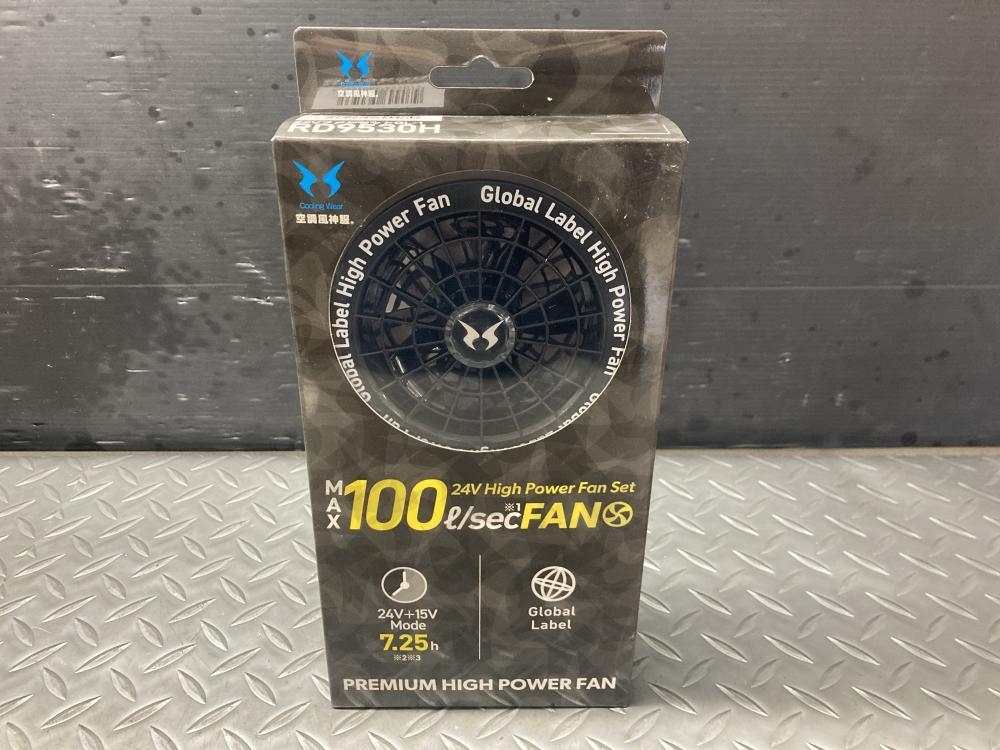 空調風神服®
RD9530H
Cooling Wear
空調風神服®
Global Label High Power Fan
Global Label High Power Fan
MAX
100
ℓ/sec
※1
FAN
24V High Power Fan Set
24V+15V
Mode
7.25h
※2※3
Global
Label
PREMIUM HIGH POWER FAN